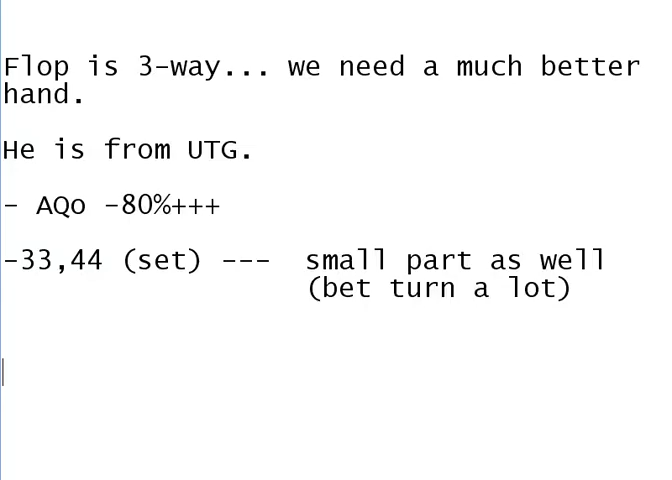 Flop is 3-way... we need a much better
hand.
He is from UTG.
- AQo -80%+++
-33,44 (set) --- small part as well
(bet turn a lot)